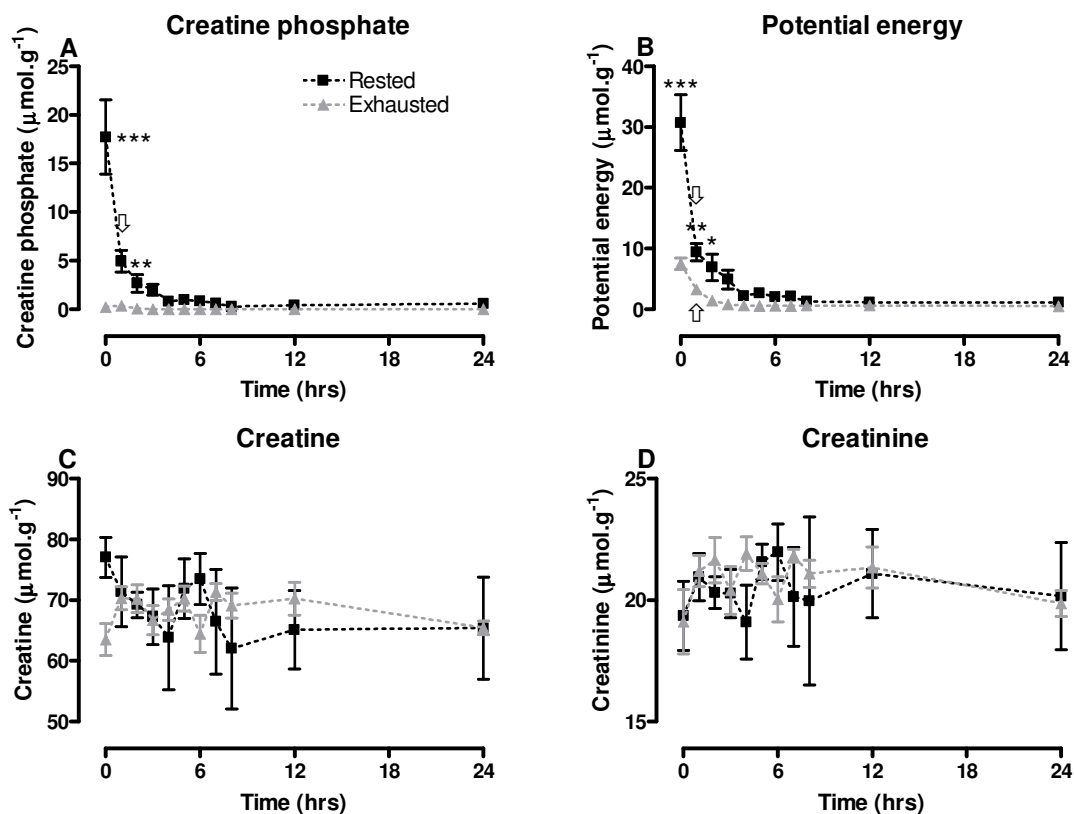 Creatine phosphate
A
Creatine phosphate (μmol.g-1)
25
20
15
10
5
0
***
**
Rested
Exhausted
0 6 12 18 24
Time (hrs)
Potential energy
B
Potential energy (μmol.g-1)
40
30
20
10
0
***
**
*
0 6 12 18 24
Time (hrs)
Creatine
C
Creatine (μmol.g-1)
90
80
70
60
50
0 6 12 18 24
Time (hrs)
Creatinine
D
Creatinine (μmol.g-1)
25
20
15
0 6 12 18 24
Time (hrs)